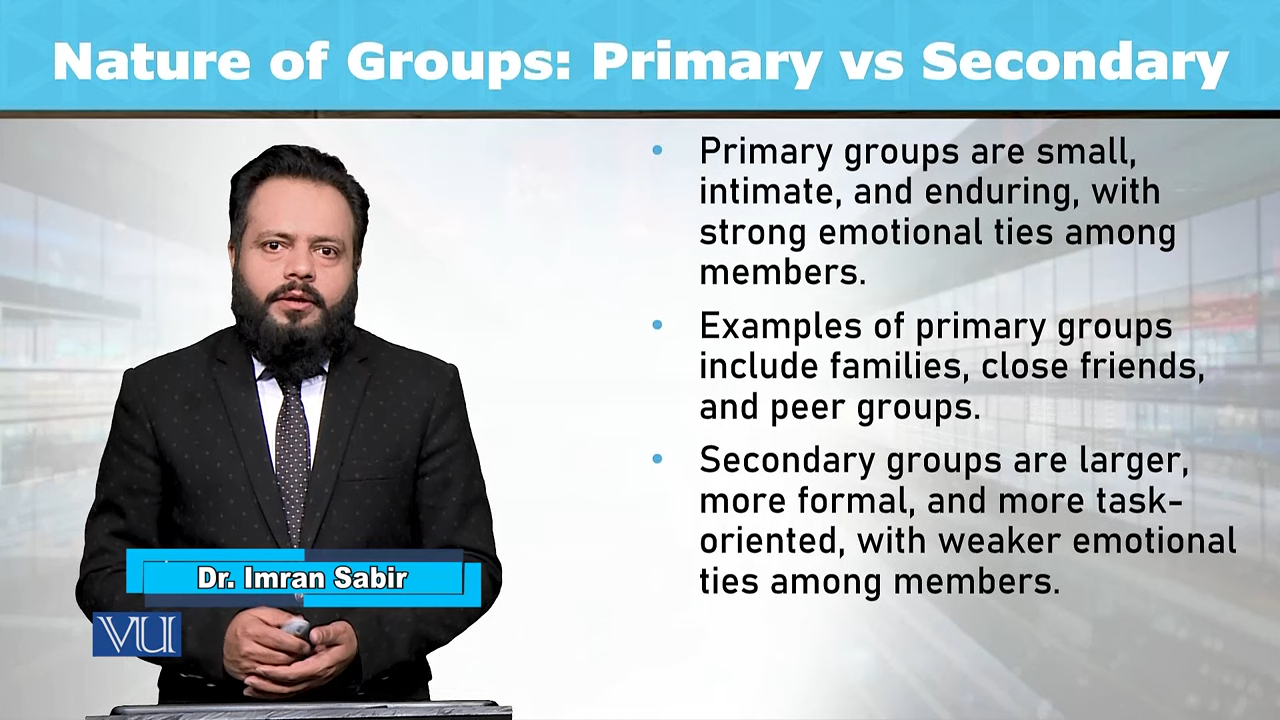 Nature of Groups: Primary vs Secondary
• Primary groups are small,
intimate, and enduring, with
strong emotional ties among
members.
• Examples of primary groups
include families, close friends,
and peer groups.
• Secondary groups are larger,
more formal, and more task-
oriented, with weaker emotional
ties among members.
Dr. Imran Sabir
VU